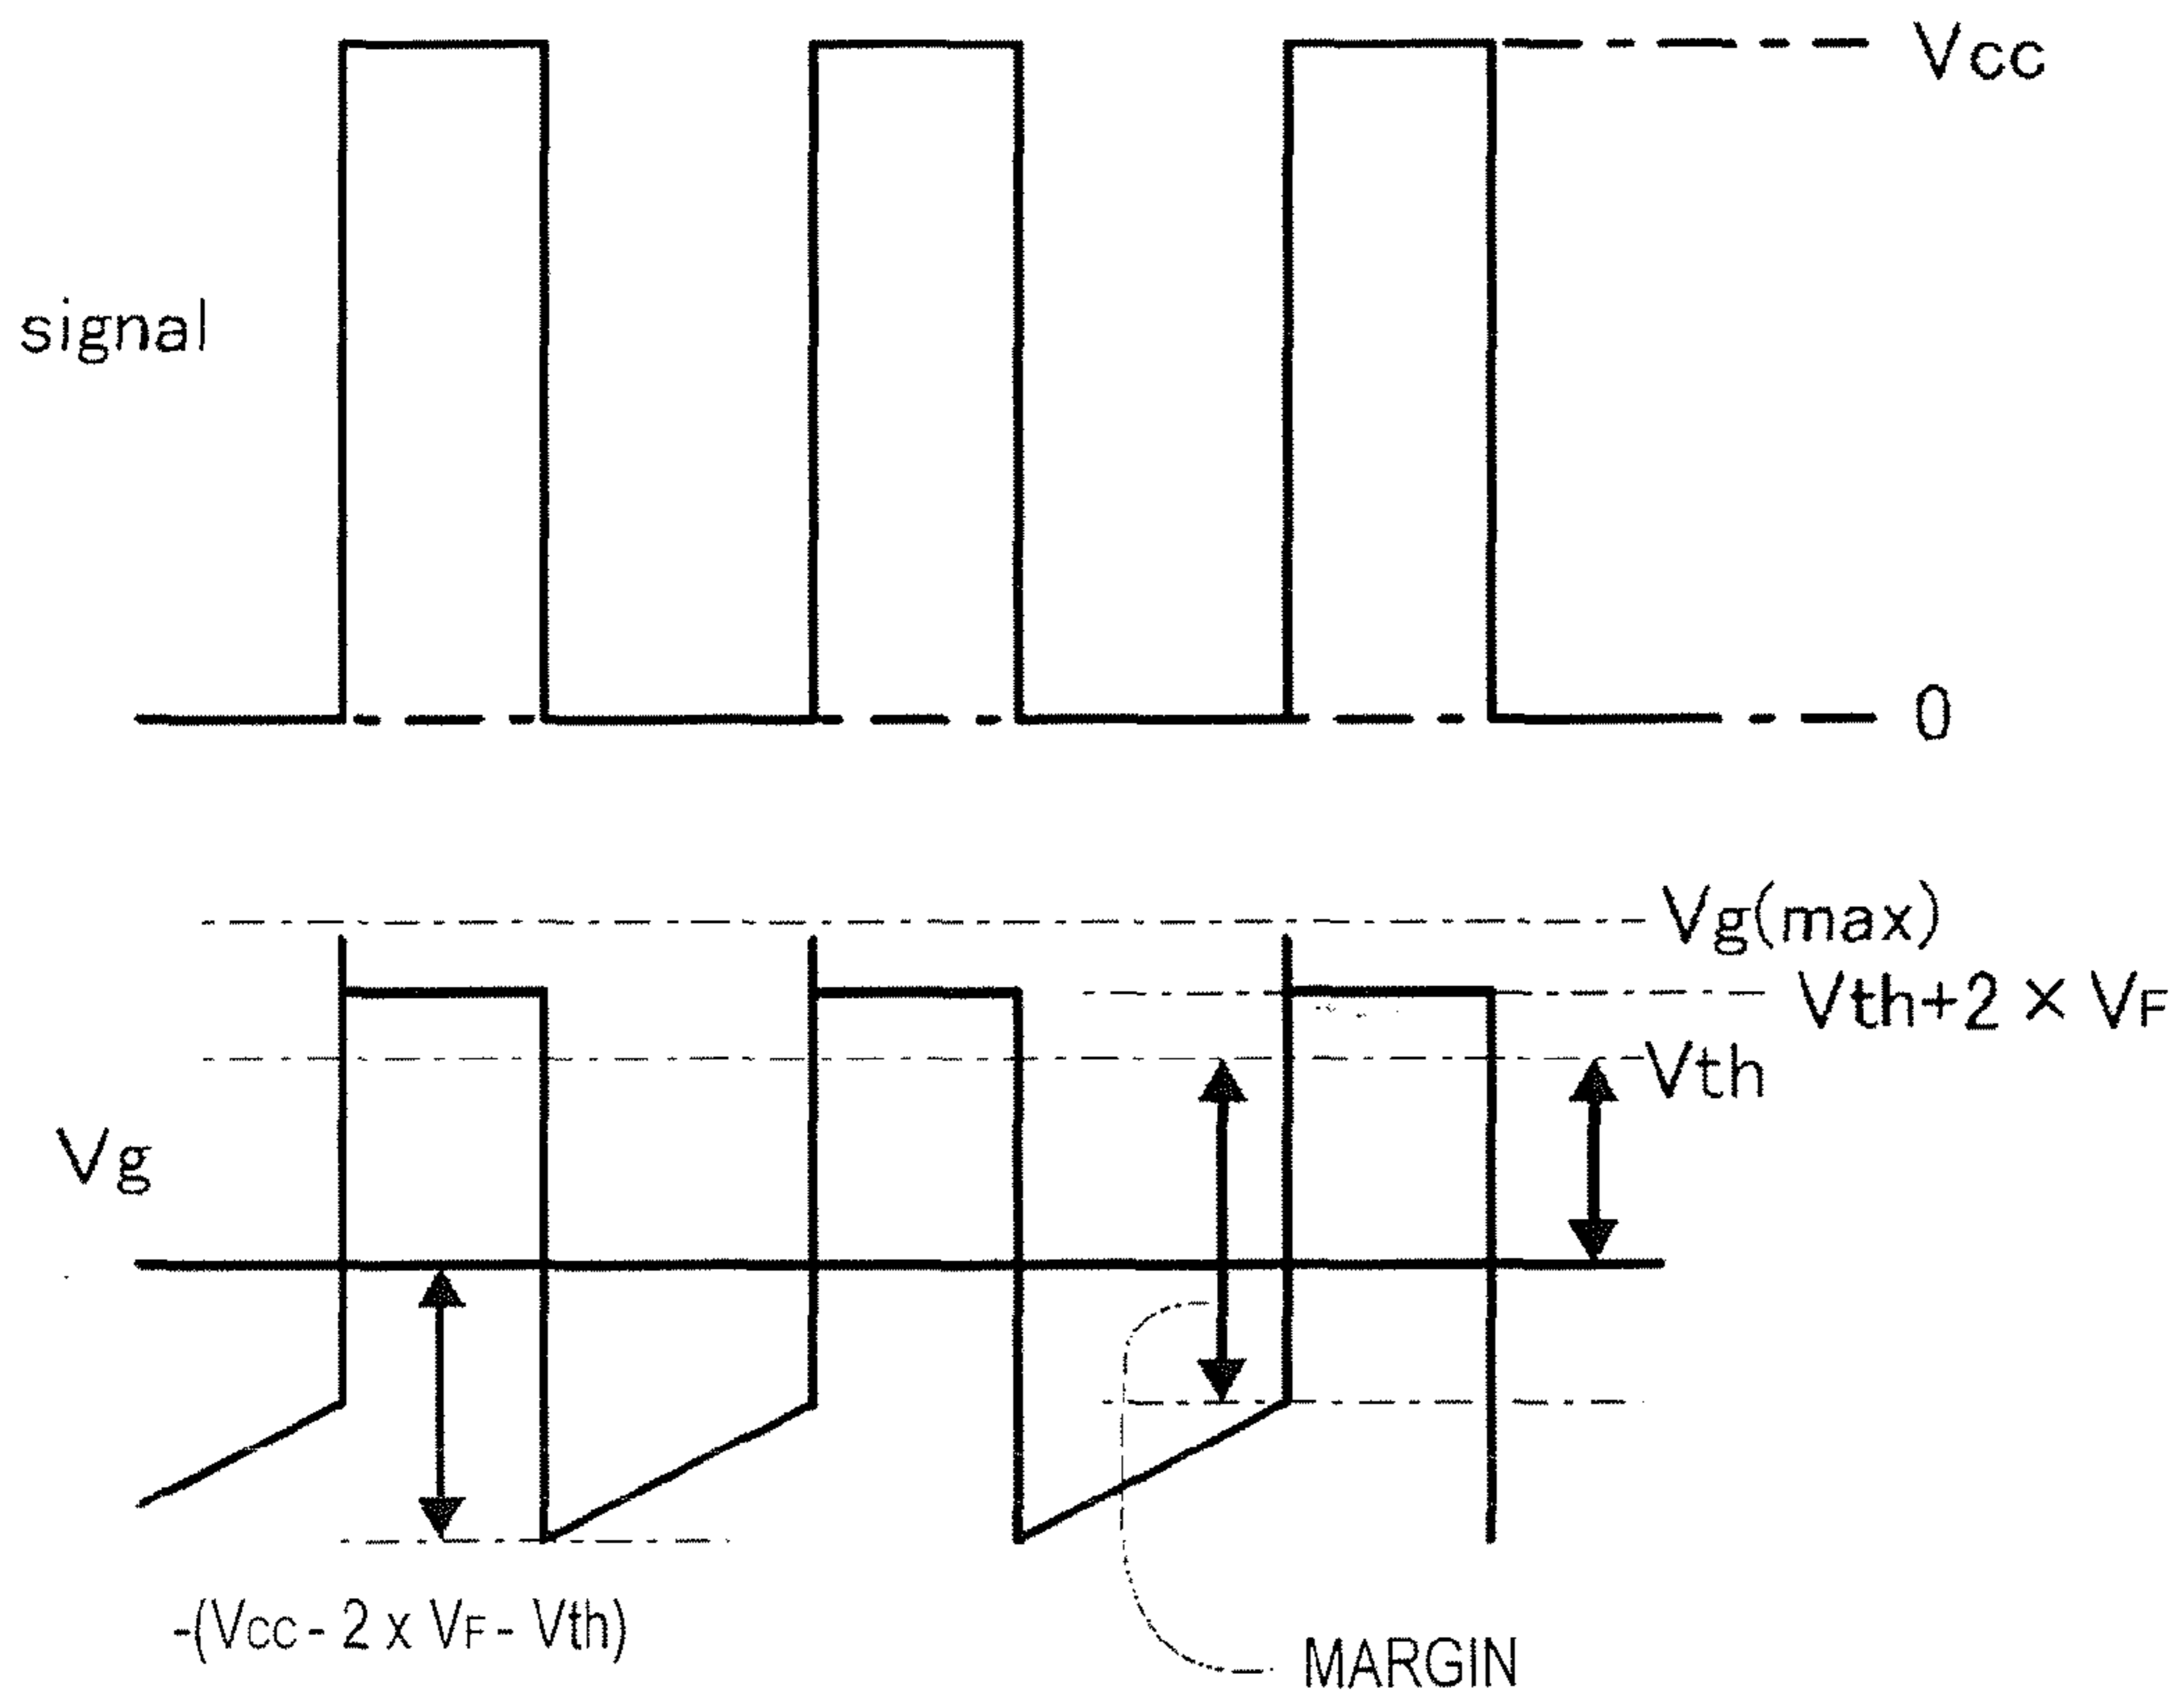 Vcc
signal
0
Vg(max)
Vth+2 × VF
Vth
Vg
-(VCC - 2 x VF - Vth)
MARGIN